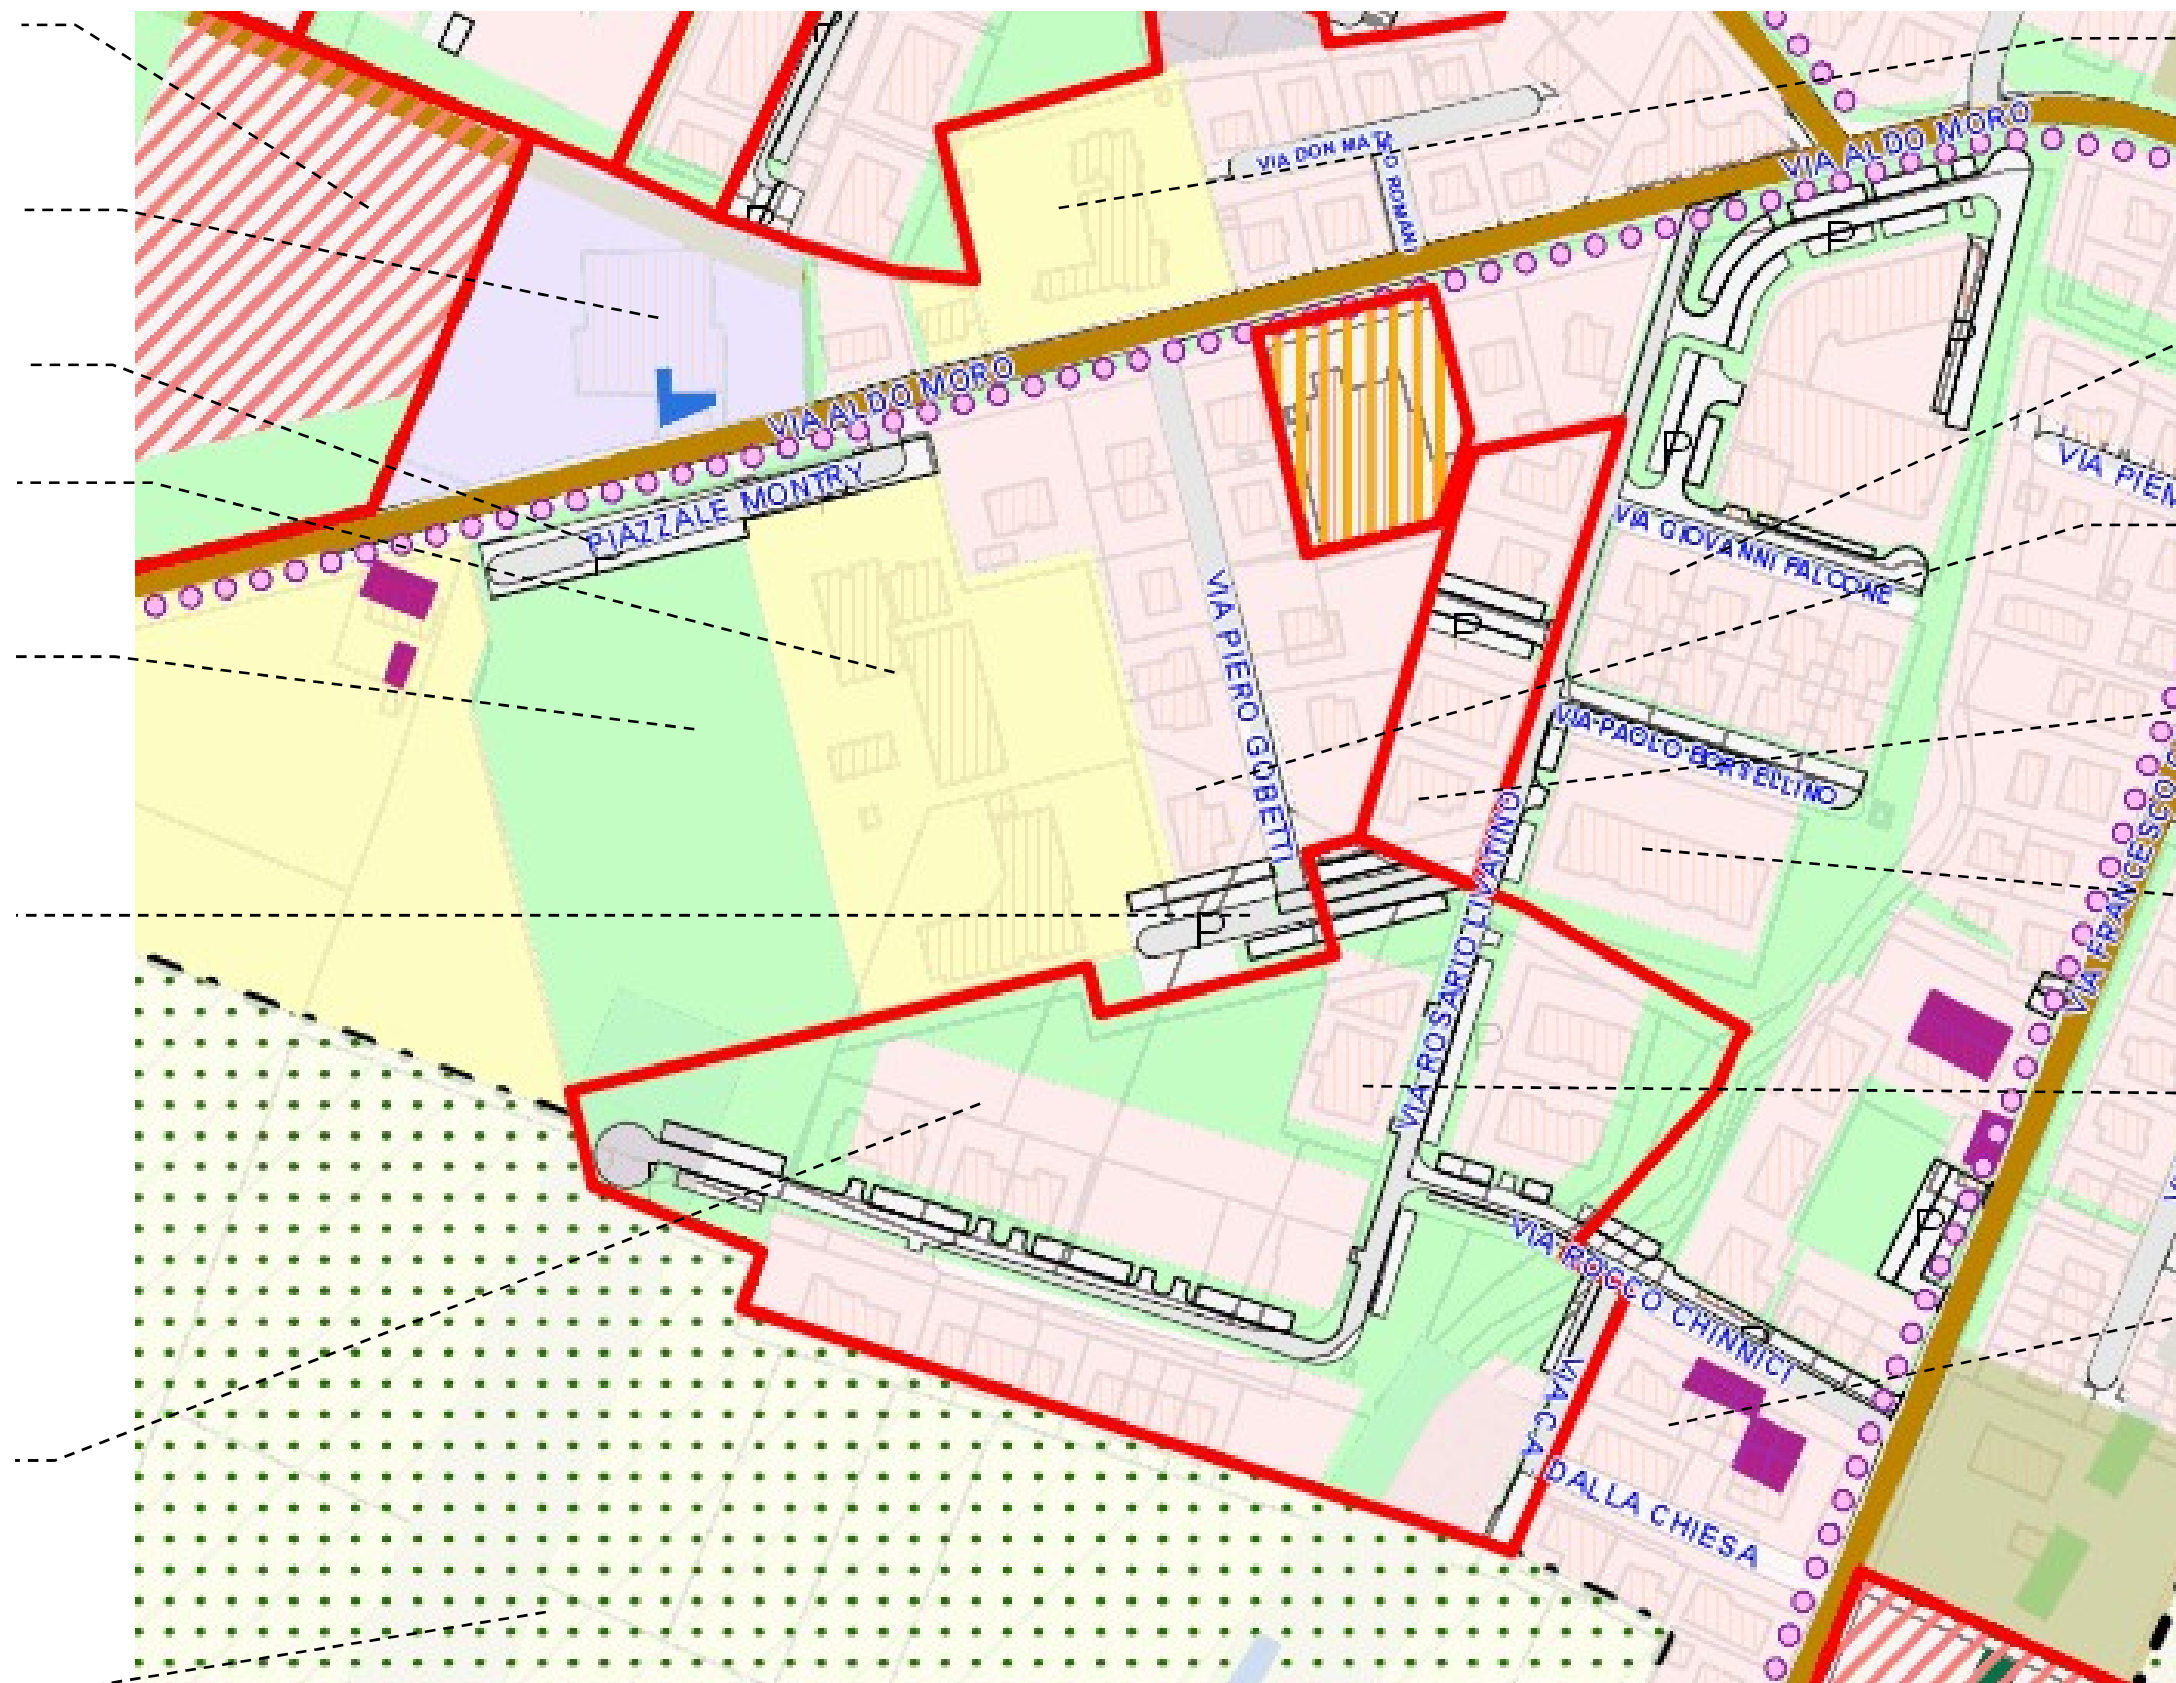 P
VIA ALDO MORO
VIA DON MA
O ROMANI
P
P
P
VIA ALDO MORO
P
VIA PIEM
PIAZZALE MONTRY
P
VIA GIOVANNI FALCONE
VIA PIERO GOBETTI
P
VIA PAOLO BORSELLINO
VIA ROSARIO LIVATINO
VIA FRANCESCO
P
P
P
VIA ROCCO CHINNICI
VIA C.A. DALLA CHIESA